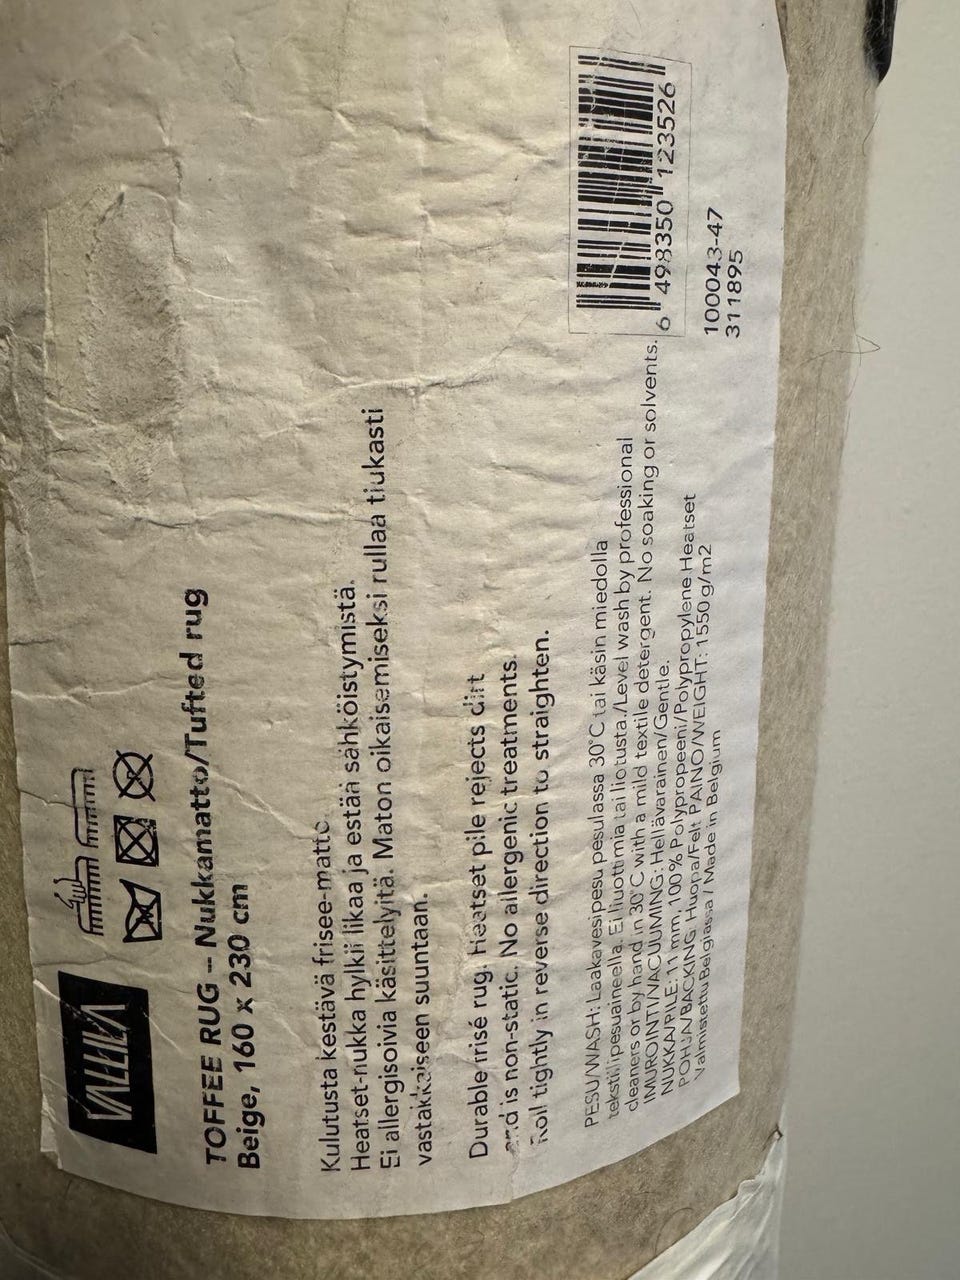 VALLILA
TOFFEE RUG – Nukkamatto/Tufted rug
Beige, 160 x 230 cm
Kulutusta kestävä friseé-matto.
Heatset-nukka hylkii likaa ja estää sähköistymistä.
Ei allergisoivia käsittelyitä. Maton oikaisemiseksi rullaa tiukasti
vastakkaiseen suuntaan.
Durable frisé rug. Heatset pile rejects dirt
and is non-static. No allergenic treatments.
Roll tightly in reverse direction to straighten.
PESU/WASH: Laakavesipesu pesulassa 30°C tai käsin miedolla
tekstiilipesuaineella. Ei liuottimia tai liotusta./Level wash by professional
cleaners or by hand in 30°C with a mild textile detergent. No soaking or solvents.
IMUROINTI/VACUUMING: Hellävarainen/Gentle.
NUKKA/PILE: 11 mm, 100 % Polypropeeni/Polypropylene Heatset
POHJA/BACKING: Huopa/Felt PAINO/WEIGHT: 1550 g/m2
Valmistettu Belgiassa / Made in Belgium
6 498350 123526
100043-47
311895